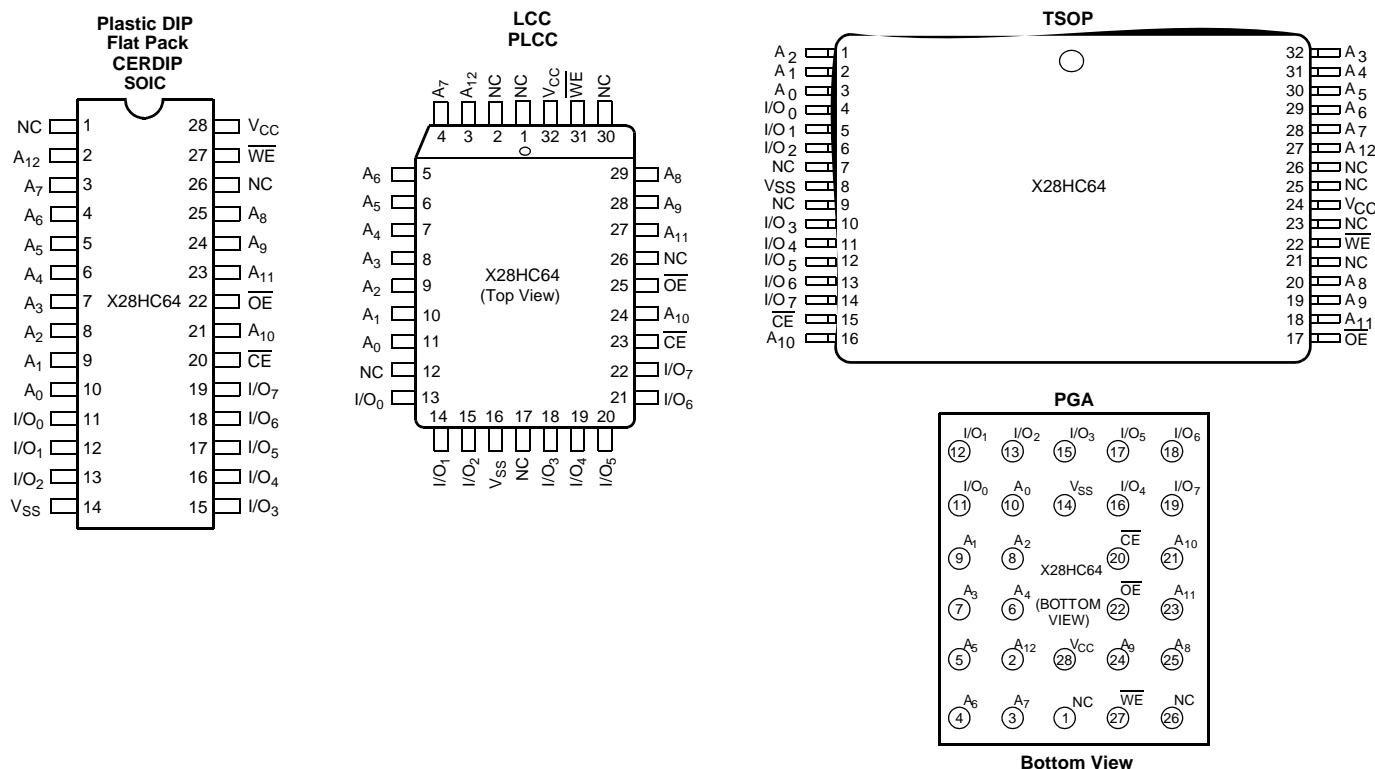 Plastic DIP
Flat Pack
CERDIP
SOIC
NC 1 28 VCC
A12 2 27 WE
A7 3 26 NC
A6 4 25 A8
A5 5 24 A9
A4 6 23 A11
A3 7 X28HC64 22 OE
A2 8 21 A10
A1 9 20 CE
A0 10 19 I/O7
I/O0 11 18 I/O6
I/O1 12 17 I/O5
I/O2 13 16 I/O4
VSS 14 15 I/O3
LCC
PLCC
A7 A12 NC NC VCC WE NC
4 3 2 1 32 31 30
A6 5 29 A8
A5 6 28 A9
A4 7 27 A11
A3 8 26 NC
X28HC64
(Top View)
A2 9 25 OE
A1 10 24 A10
A0 11 23 CE
NC 12 22 I/O7
I/O0 13 21 I/O6
14 15 16 17 18 19 20
I/O1 I/O2 VSS NC I/O3 I/O4 I/O5
TSOP
A2 1 32 A3
A1 2 31 A4
A0 3 30 A5
I/O0 4 29 A6
I/O1 5 28 A7
I/O2 6 27 A12
NC 7 26 NC
VSS 8 X28HC64 25 NC
NC 9 24 VCC
I/O3 10 23 NC
I/O4 11 22 WE
I/O5 12 21 NC
I/O6 13 20 A8
I/O7 14 19 A9
CE 15 18 A11
A10 16 17 OE
PGA
I/O1 I/O2 I/O3 I/O5 I/O6
12 13 15 17 18
I/O0 A0 VSS I/O4 I/O7
11 10 14 16 19
A1 A2 CE A10
9 8 20 21
X28HC64
A3 A4 OE A11
7 6 (BOTTOM 22 23
VIEW)
A5 A12 VCC A9 A8
5 2 28 24 25
A6 A7 NC WE NC
4 3 1 27 26
Bottom View